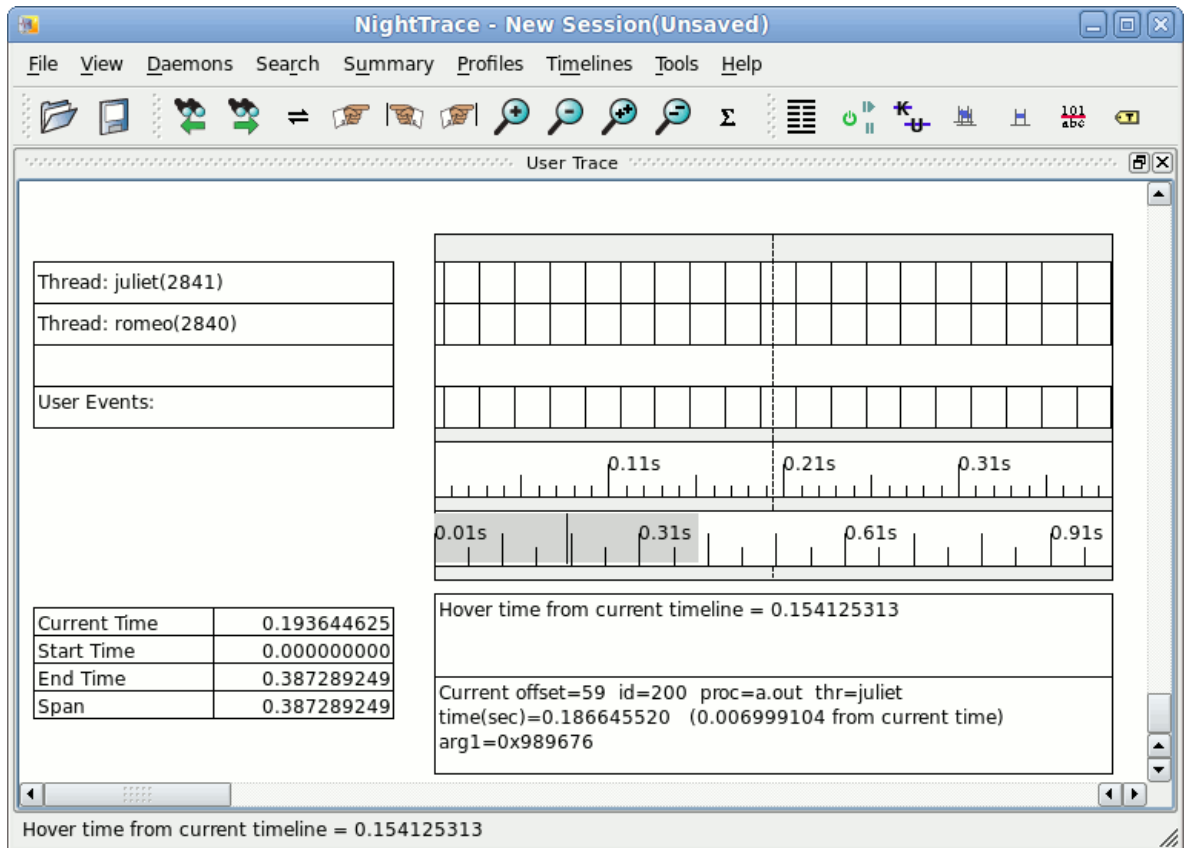 NightTrace - New Session(Unsaved)
File View Daemons Search Summary Profiles Timelines Tools Help
Σ K U 101 abc T
User Trace
Thread: juliet(2841)
Thread: romeo(2840)
User Events:
0.11s 0.21s 0.31s
0.01s 0.31s 0.61s 0.91s
Current Time 0.193644625
Start Time 0.000000000
End Time 0.387289249
Span 0.387289249
Hover time from current timeline = 0.154125313
Current offset=59 id=200 proc=a.out thr=juliet
time(sec)=0.186645520 (0.006999104 from current time)
arg1=0x989676
Hover time from current timeline = 0.154125313